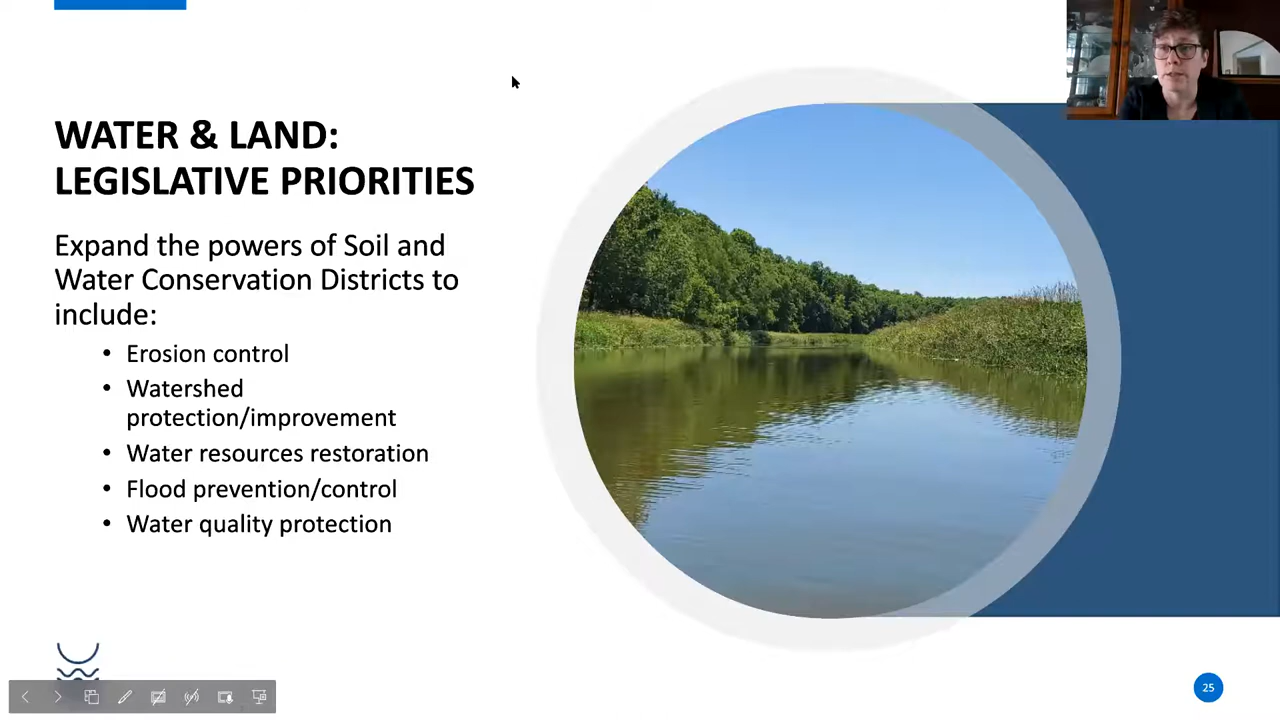 WATER & LAND:
LEGISLATIVE PRIORITIES
Expand the powers of Soil and
Water Conservation Districts to
include:
• Erosion control
• Watershed
protection/improvement
• Water resources restoration
• Flood prevention/control
• Water quality protection
25